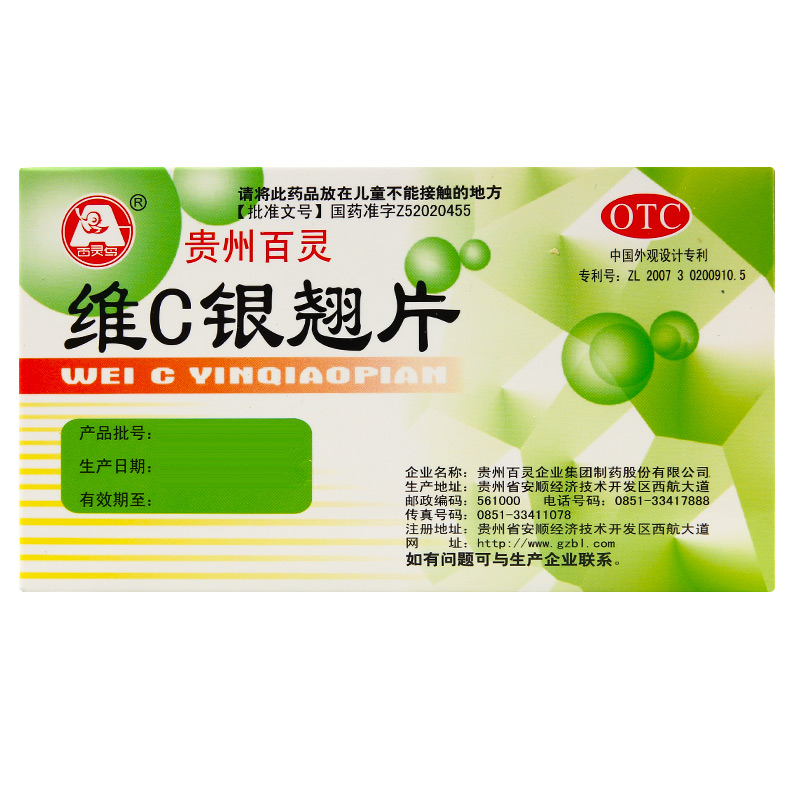 请将此药品放在儿童不能接触的地方
【批准文号】国药准字Z52020455
百灵鸟
®
贵州百灵
OTC
中国外观设计专利
专利号：ZL 2007 3 0200910.5
维C银翘片
WEI C YINQIAOPIAN
产品批号：
生产日期：
有效期至：
企业名称：贵州百灵企业集团制药股份有限公司
生产地址：贵州省安顺经济技术开发区西航大道
邮政编码：561000 电话号码：0851-33417888
传真号码：0851-33411078
注册地址：贵州省安顺经济技术开发区西航大道
网 址：http://www.gzbl.com
如有问题可与生产企业联系。